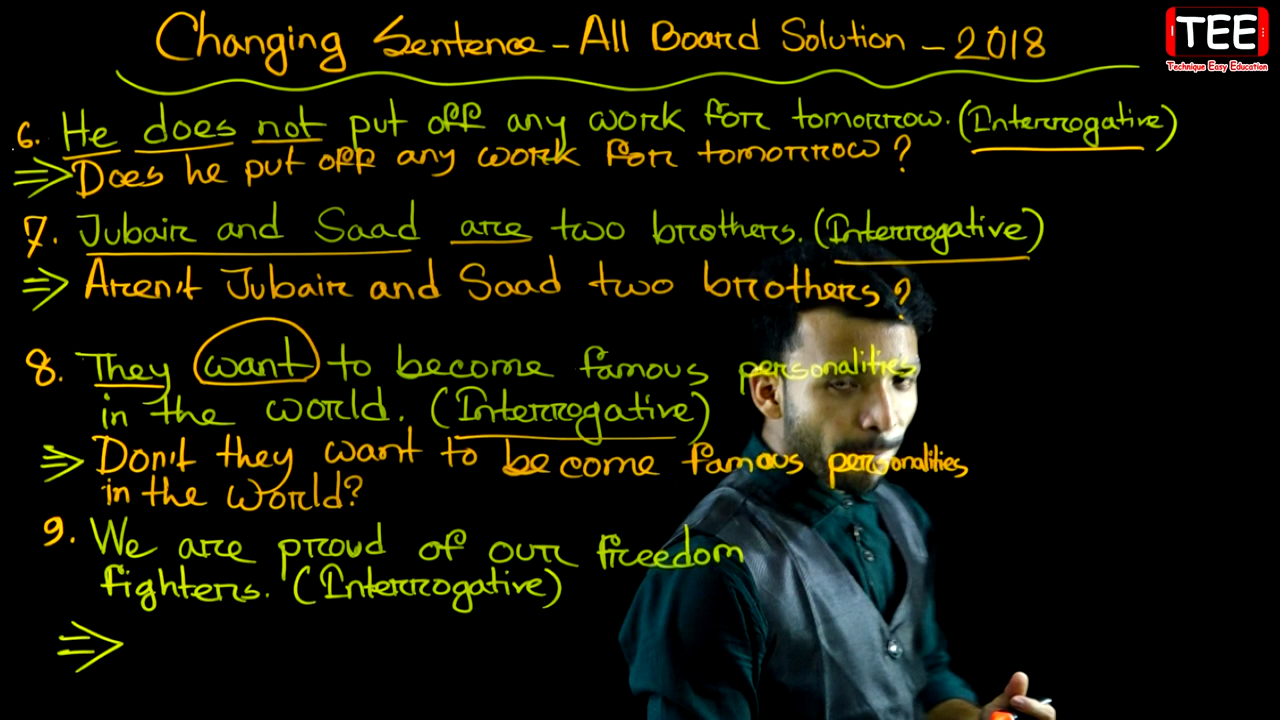 Changing Sentence - All Board Solution - 2018
TEE
Technique Easy Education
6. He does not put off any work for tomorrow. (Interrogative)
⇒ Does he put off any work for tomorrow?
7. Jubair and Saad are two brothers. (Interrogative)
⇒ Aren't Jubair and Saad two brothers?
8. They want to become famous personalities
in the world. (Interrogative)
⇒ Don't they want to become famous personalities
in the world?
9. We are proud of our freedom
fighters. (Interrogative)
⇒